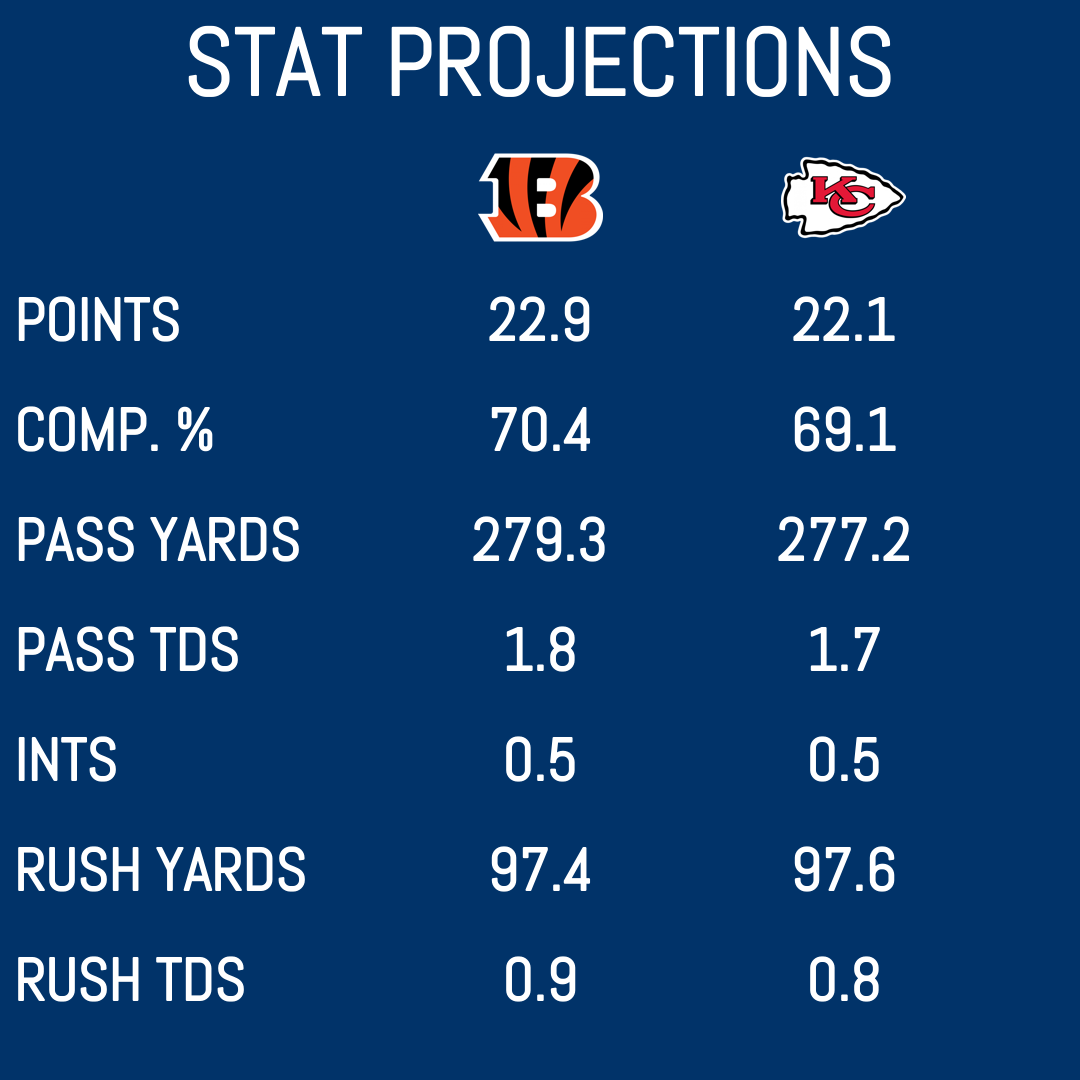 STAT PROJECTIONS
B KC
POINTS 22.9 22.1
COMP. % 70.4 69.1
PASS YARDS 279.3 277.2
PASS TDS 1.8 1.7
INTS 0.5 0.5
RUSH YARDS 97.4 97.6
RUSH TDS 0.9 0.8